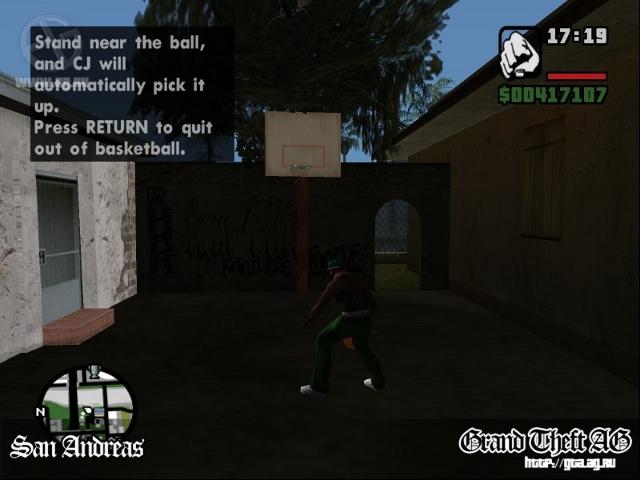 Stand near the ball,
and CJ will
automatically pick it
up.
Press RETURN to quit
out of basketball.
17:19
$00417107
N
San Andreas
Grand Theft AG
http://gta.ag.ru